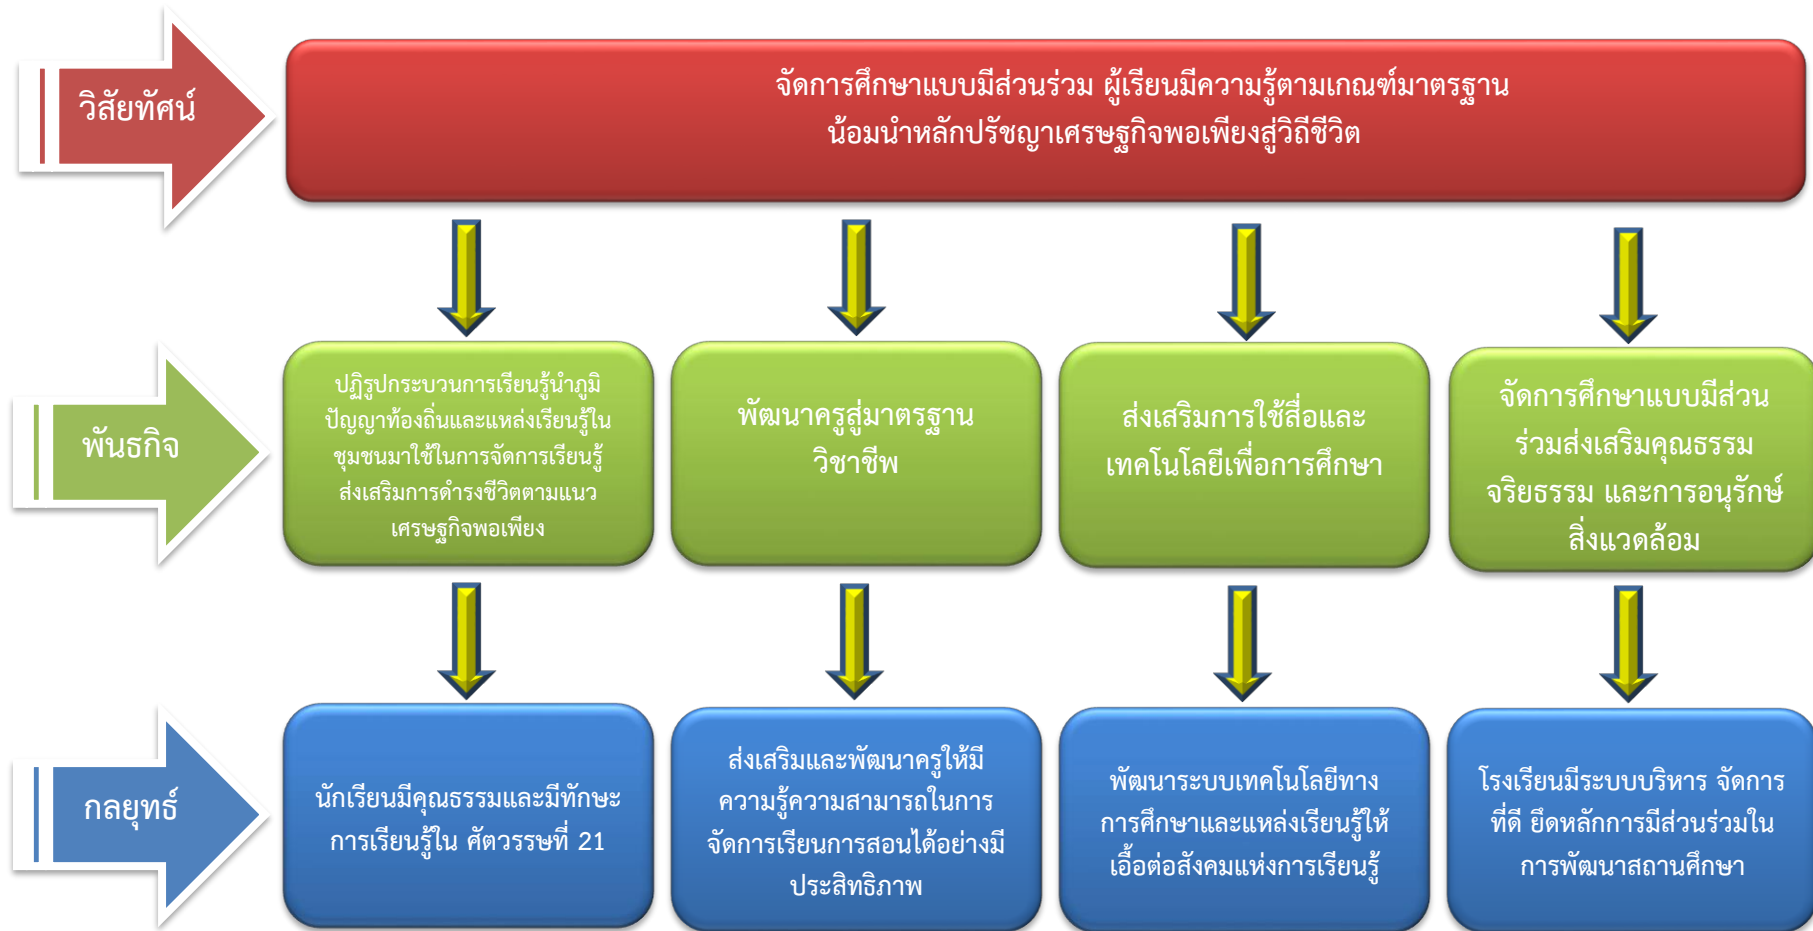 วิสัยทัศน์
จัดการศึกษาแบบมีส่วนร่วม ผู้เรียนมีความรู้ตามเกณฑ์มาตรฐาน
น้อมนำหลักปรัชญาเศรษฐกิจพอเพียงสู่วิถีชีวิต
พันธกิจ
ปฏิรูปกระบวนการเรียนรู้นำภูมิ
ปัญญาท้องถิ่นและแหล่งเรียนรู้ใน
ชุมชนมาใช้ในการจัดการเรียนรู้
ส่งเสริมการดำรงชีวิตตามแนว
เศรษฐกิจพอเพียง
พัฒนาครูสู่มาตรฐาน
วิชาชีพ
ส่งเสริมการใช้สื่อและ
เทคโนโลยีเพื่อการศึกษา
จัดการศึกษาแบบมีส่วน
ร่วมส่งเสริมคุณธรรม
จริยธรรม และการอนุรักษ์
สิ่งแวดล้อม
กลยุทธ์
นักเรียนมีคุณธรรมและมีทักษะ
การเรียนรู้ใน ศัตวรรษที่ 21
ส่งเสริมและพัฒนาครูให้มี
ความรู้ความสามารถในการ
จัดการเรียนการสอนได้อย่างมี
ประสิทธิภาพ
พัฒนาระบบเทคโนโลยีทาง
การศึกษาและแหล่งเรียนรู้ให้
เอื้อต่อสังคมแห่งการเรียนรู้
โรงเรียนมีระบบบริหาร จัดการ
ที่ดี ยึดหลักการมีส่วนร่วมใน
การพัฒนาสถานศึกษา